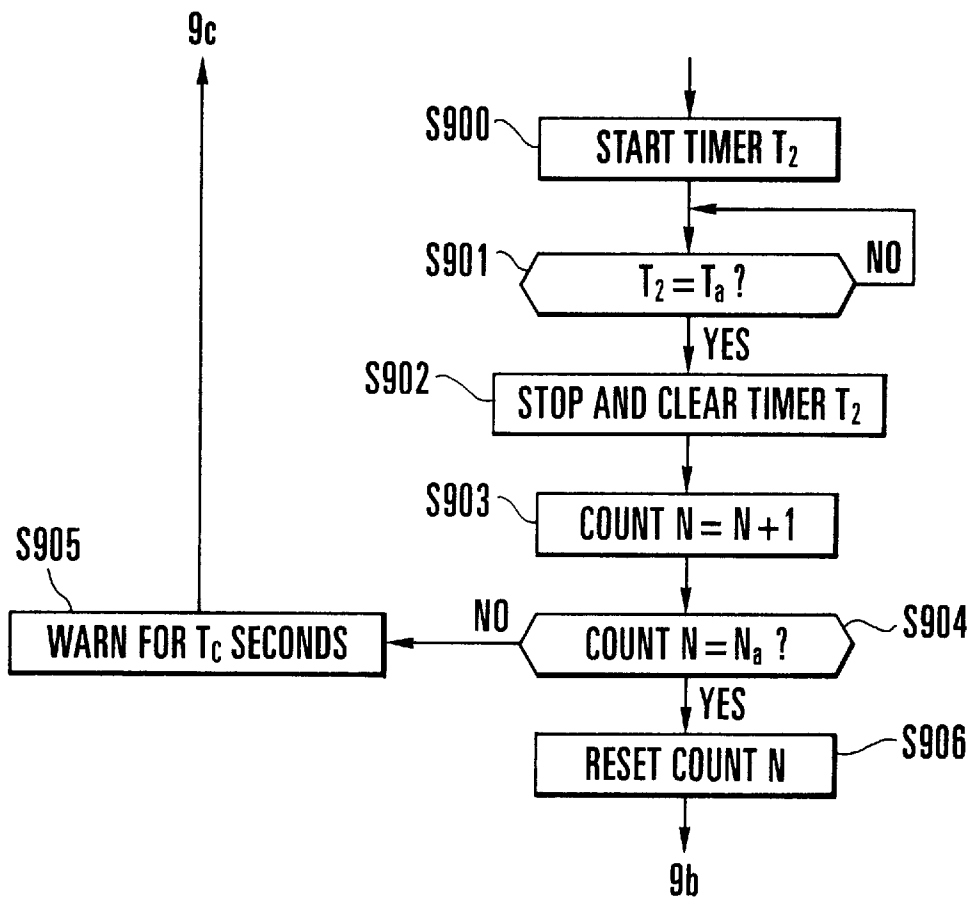 9c
S900
START TIMER T₂
S901
T₂ = Tₐ ?
NO
YES
S902
STOP AND CLEAR TIMER T₂
S903
COUNT N = N + 1
S905
WARN FOR T_C SECONDS
NO
COUNT N = Nₐ ?
S904
YES
RESET COUNT N
S906
9b